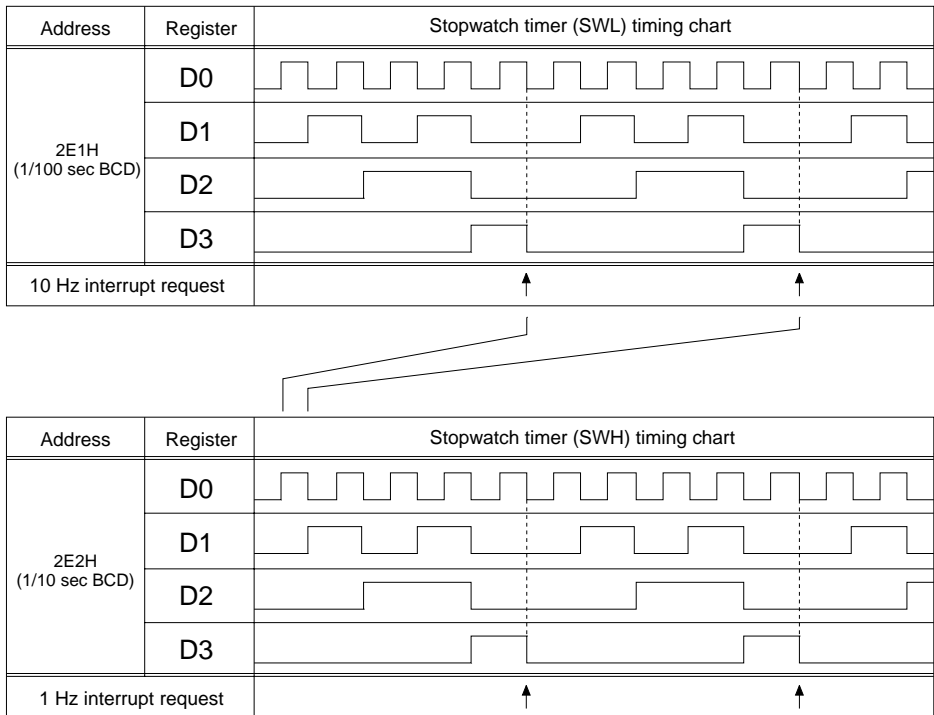 Address Register Stopwatch timer (SWL) timing chart
D0
D1
2E1H
(1/100 sec BCD)
D2
D3
10 Hz interrupt request
Address Register Stopwatch timer (SWH) timing chart
D0
D1
2E2H
(1/10 sec BCD)
D2
D3
1 Hz interrupt request